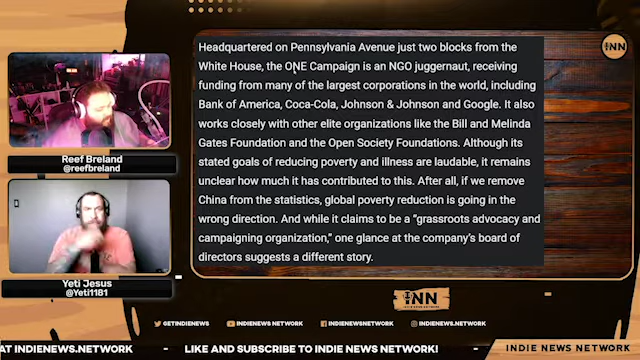 Headquartered on Pennsylvania Avenue just two blocks from the
White House, the ONE Campaign is an NGO juggernaut, receiving
funding from many of the largest corporations in the world, including
Bank of America, Coca-Cola, Johnson & Johnson and Google. It also
works closely with other elite organizations like the Bill and Melinda
Gates Foundation and the Open Society Foundations. Although its
stated goals of reducing poverty and illness are laudable, it remains
unclear how much it has contributed to this. After all, if we remove
China from the statistics, global poverty reduction is going in the
wrong direction. And while it claims to be a “grassroots advocacy and
campaigning organization,” one glance at the company’s board of
directors suggests a different story.
INN
Reef Breland
@reefbreland
Yeti Jesus
@Yeti1181
INN
INDIE NEWS NETWORK
GETINDIENEWS
INDIENEWS NETWORK
INDIENEWSNETWORK
INDIENEWS.NETWORK
AT INDIENEWS.NETWORK - LIKE AND SUBSCRIBE TO INDIE NEWS NETWORK! -
INDIE NEWS NETWORK